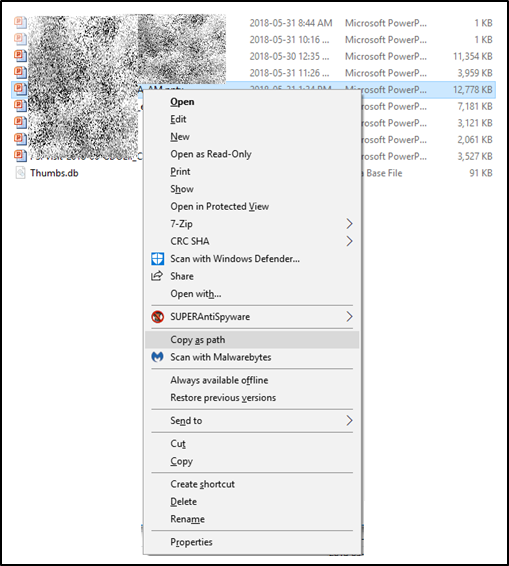 2018-05-31 8:44 AM Microsoft PowerP... 1 KB
2018-05-31 10:16 ... Microsoft PowerP... 1 KB
2018-05-30 12:35 ... Microsoft PowerP... 11,354 KB
2018-05-31 11:26 ... Microsoft PowerP... 3,959 KB
2018-05-31 1:24 PM Microsoft PowerP... 12,778 KB
Microsoft PowerP... 7,181 KB
Microsoft PowerP... 3,121 KB
Microsoft PowerP... 2,061 KB
Microsoft PowerP... 3,527 KB
Thumbs.db Base File 91 KB
Open
Edit
New
Open as Read-Only
Print
Show
Open in Protected View
7-Zip
CRC SHA
Scan with Windows Defender...
Share
Open with...
SUPERAntiSpyware
Copy as path
Scan with Malwarebytes
Always available offline
Restore previous versions
Send to
Cut
Copy
Create shortcut
Delete
Rename
Properties